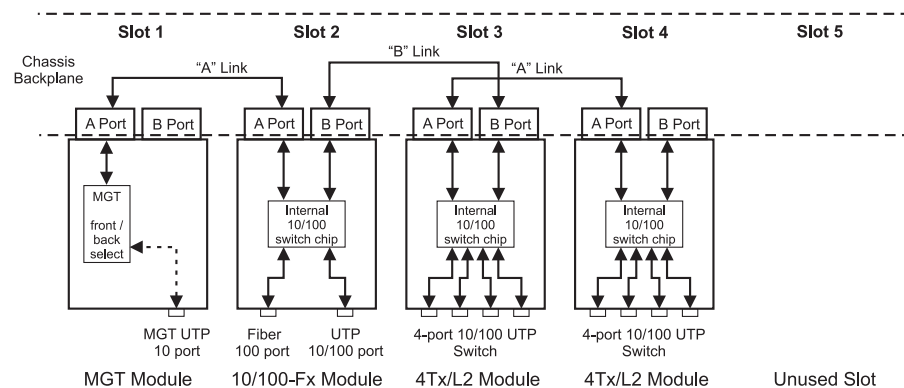 Slot 1 Slot 2 Slot 3 Slot 4 Slot 5
Chassis
Backplane
“A” Link
“B” Link
“A” Link
A Port B Port A Port B Port A Port B Port A Port B Port
MGT
front /
back
select
Internal
10/100
switch chip
Internal
10/100
switch chip
Internal
10/100
switch chip
MGT UTP
10 port
Fiber
100 port
UTP
10/100 port
4-port 10/100 UTP
Switch
4-port 10/100 UTP
Switch
MGT Module 10/100-Fx Module 4Tx/L2 Module 4Tx/L2 Module Unused Slot